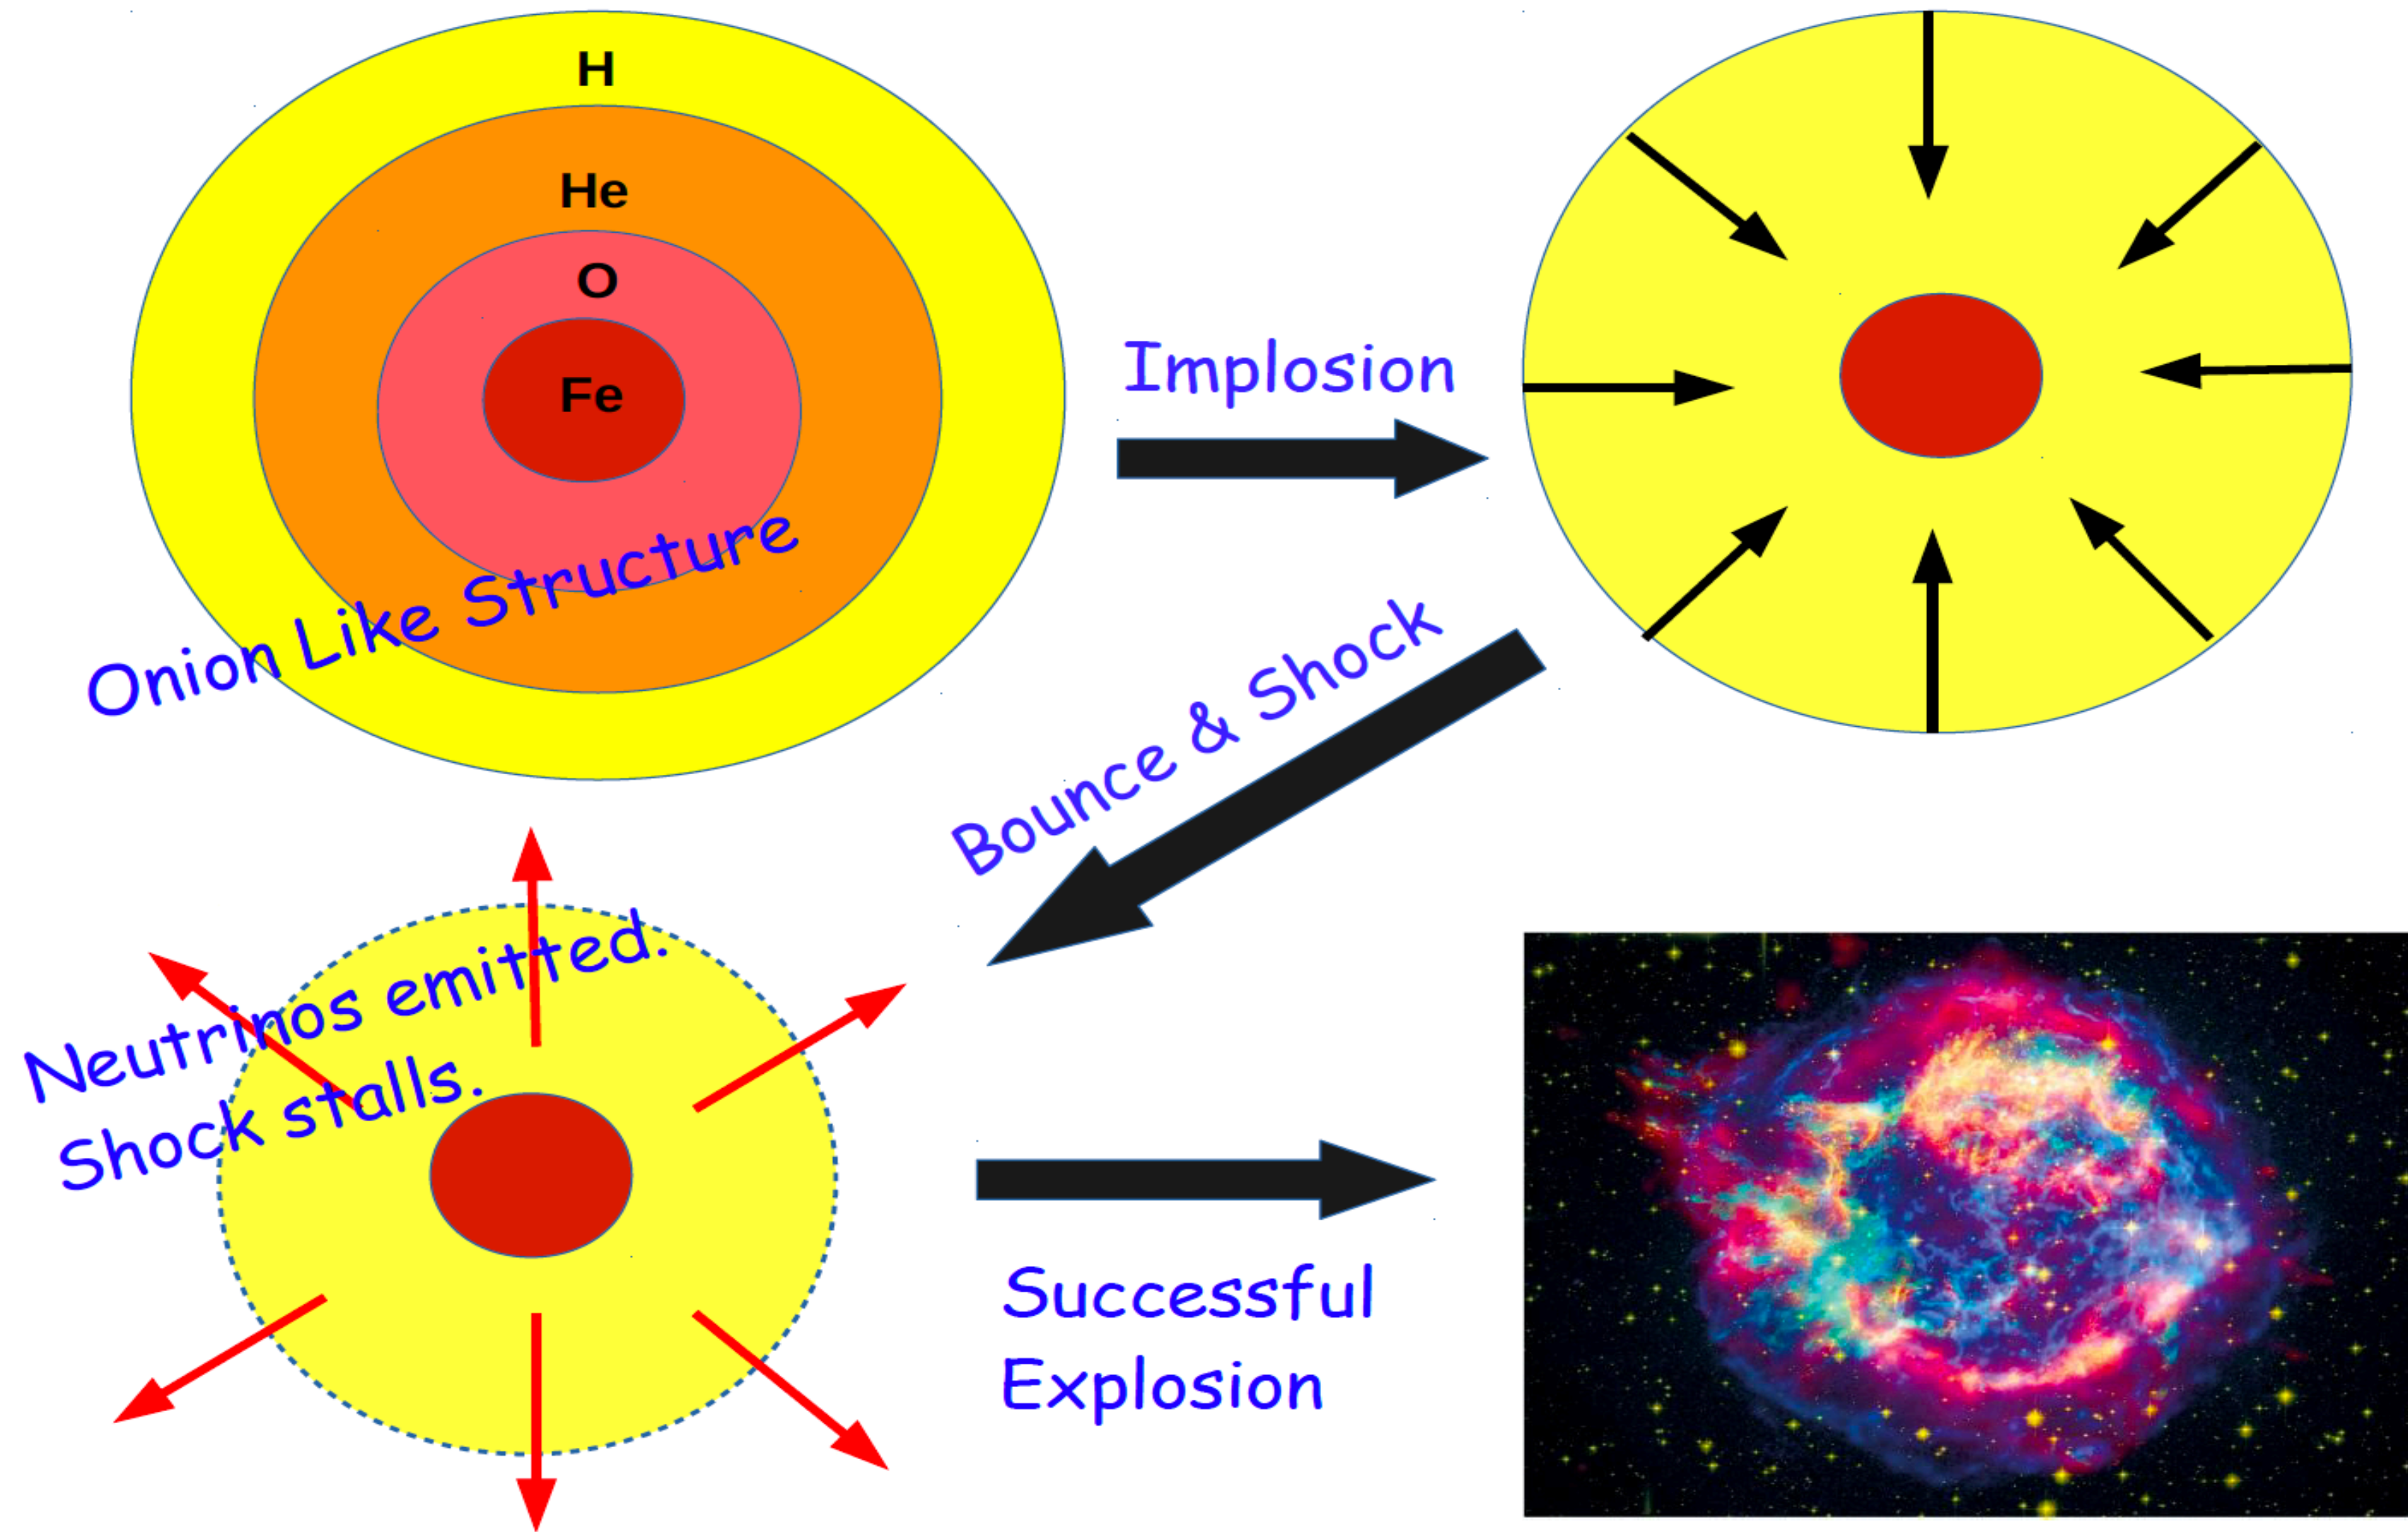 H
He
O
Fe
Onion Like Structure
Implosion
Bounce & Shock
Neutrinos emitted.
Shock stalls.
Successful
Explosion